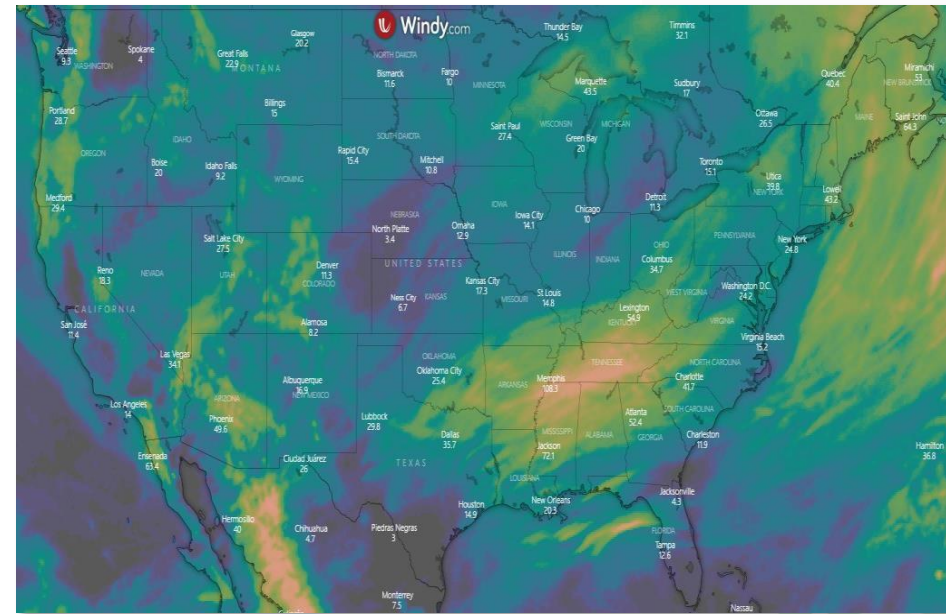 Windy.com
Glasgow
20.2
Thunder Bay
14.5
Timmins
32.1
Seattle
9.3
WASHINGTON
Spokane
4
Great Falls
22.9
MONTANA
NORTH DAKOTA
Bismarck
11.6
Fargo
10
MINNESOTA
Marquette
43.5
Sudbury
17
Quebec
40.4
Miramichi
53
NEW BRUNSWICK
Portland
28.7
Billings
15
Saint Paul
27.4
WISCONSIN
Green Bay
20
MICHIGAN
Ottawa
26.5
MAINE
Saint John
64.3
OREGON
IDAHO
Boise
20
Idaho Falls
9.2
WYOMING
SOUTH DAKOTA
Rapid City
15.4
Mitchell
10.8
Toronto
15.1
Utica
39.8
NEW YORK
Lowell
43.2
Medford
29.4
NEBRASKA
North Platte
3.4
Omaha
12.9
IOWA
Iowa City
14.1
Chicago
10
Detroit
11.3
Salt Lake City
27.5
PENNSYLVANIA
New York
24.8
Reno
18.3
NEVADA
UTAH
Denver
11.3
COLORADO
UNITED STATES
ILLINOIS
INDIANA
OHIO
Columbus
34.7
Kansas City
17.3
Ness City
6.7
KANSAS
MISSOURI
St Louis
14.8
WEST VIRGINIA
Washington D.C.
24.2
CALIFORNIA
San José
11.4
Alamosa
8.2
Lexington
54.9
KENTUCKY
VIRGINIA
Virginia Beach
15.2
Las Vegas
34.1
OKLAHOMA
Oklahoma City
25.4
TENNESSEE
NORTH CAROLINA
Albuquerque
16.9
NEW MEXICO
ARKANSAS
Memphis
108.3
Charlotte
41.7
Los Angeles
14
ARIZONA
Phoenix
49.6
Lubbock
29.8
Atlanta
52.4
SOUTH CAROLINA
Dallas
35.7
MISSISSIPPI
ALABAMA
GEORGIA
Charleston
11.9
Jackson
72.1
Hamilton
36.8
Ensenada
63.4
Ciudad Juárez
26
TEXAS
LOUISIANA
Jacksonville
4.3
Houston
14.9
New Orleans
20.3
Hermosillo
40
Chihuahua
4.7
Piedras Negras
3
FLORIDA
Tampa
12.6
Monterrey
7.5
Nassau